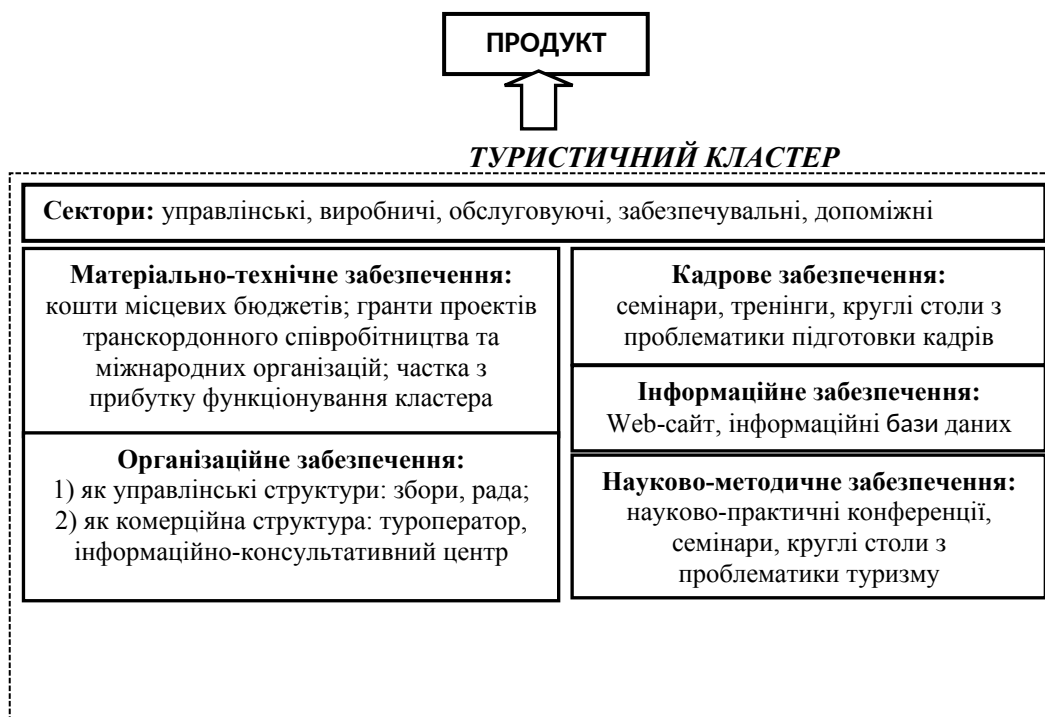 ПРОДУКТ
ТУРИСТИЧНИЙ КЛАСТЕР
Сектори: управлінські, виробничі, обслуговуючі, забезпечувальні, допоміжні
Матеріально-технічне забезпечення:
кошти місцевих бюджетів; гранти проектів
транскордонного співробітництва та
міжнародних організацій; частка з
прибутку функціонування кластера
Організаційне забезпечення:
1) як управлінські структури: збори, рада;
2) як комерційна структура: туроператор,
інформаційно-консультативний центр
Кадрове забезпечення:
семінари, тренінги, круглі столи з
проблематики підготовки кадрів
Інформаційне забезпечення:
Web-сайт, інформаційні бази даних
Науково-методичне забезпечення:
науково-практичні конференції,
семінари, круглі столи з
проблематики туризму